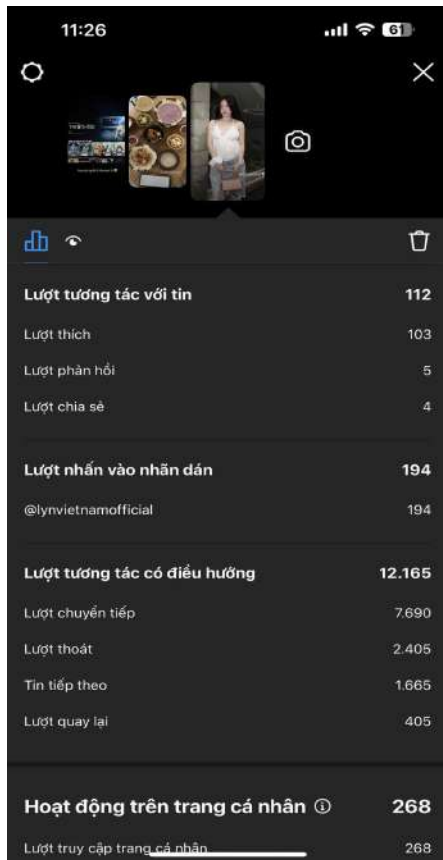 11:26
61
Lượt tương tác với tin 112
Lượt thích 103
Lượt phản hồi 5
Lượt chia sẻ 4
Lượt nhấn vào nhãn dán 194
@lynvietnamofficial 194
Lượt tương tác có điều hướng 12.165
Lượt chuyển tiếp 7.690
Lượt thoát 2.405
Tin tiếp theo 1.665
Lượt quay lại 405
Hoạt động trên trang cá nhân 268
Lượt truy cập trang cá nhân 268